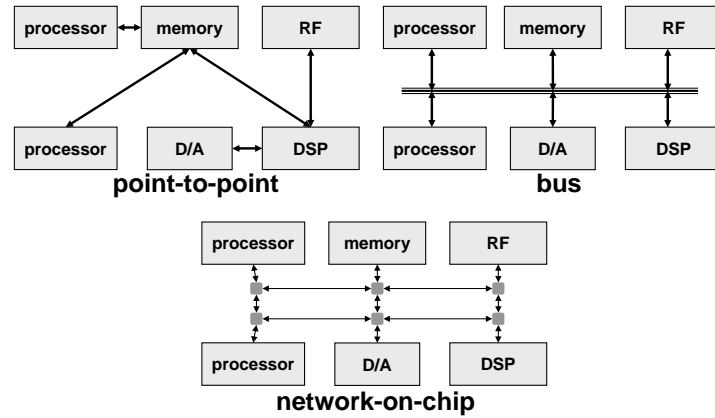 processor memory RF processor memory RF
processor D/A DSP processor D/A DSP
point-to-point bus
processor memory RF
processor D/A DSP
network-on-chip